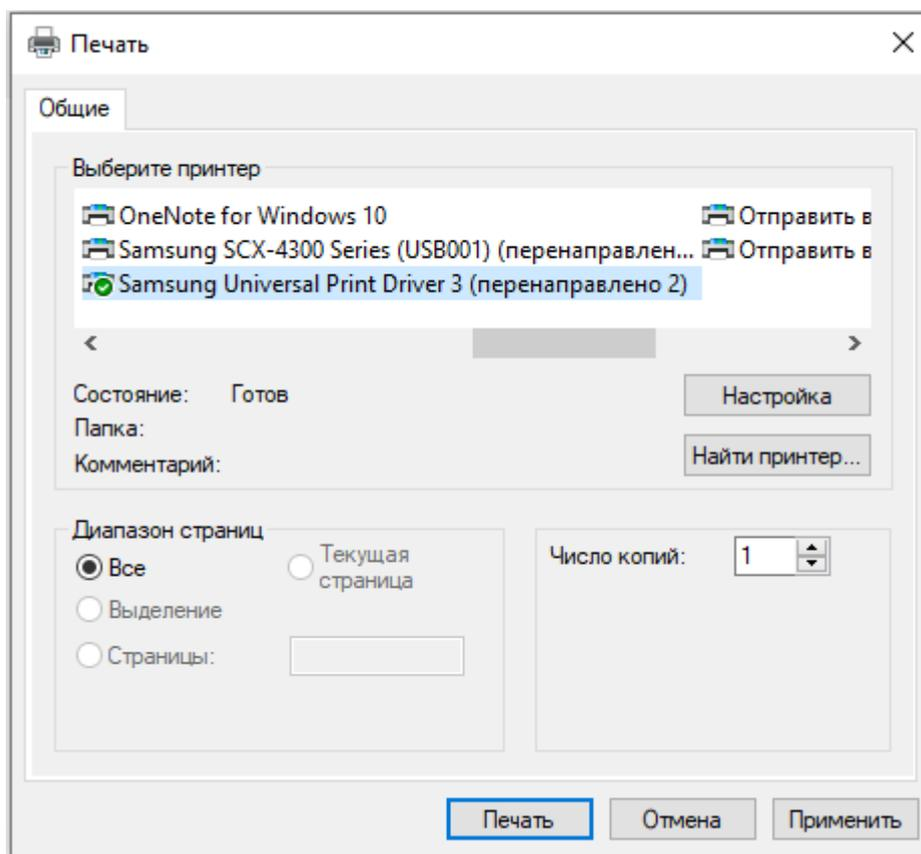 Печать
Общие
Выберите принтер
OneNote for Windows 10
Отправить в
Samsung SCX-4300 Series (USB001) (перенаправлен...
Отправить в
Samsung Universal Print Driver 3 (перенаправлено 2)
Состояние: Готов
Настройка
Папка:
Комментарий:
Найти принтер...
Диапазон страниц
Все
Текущая
страница
Выделение
Страницы:
Число копий: 1
Печать
Отмена
Применить